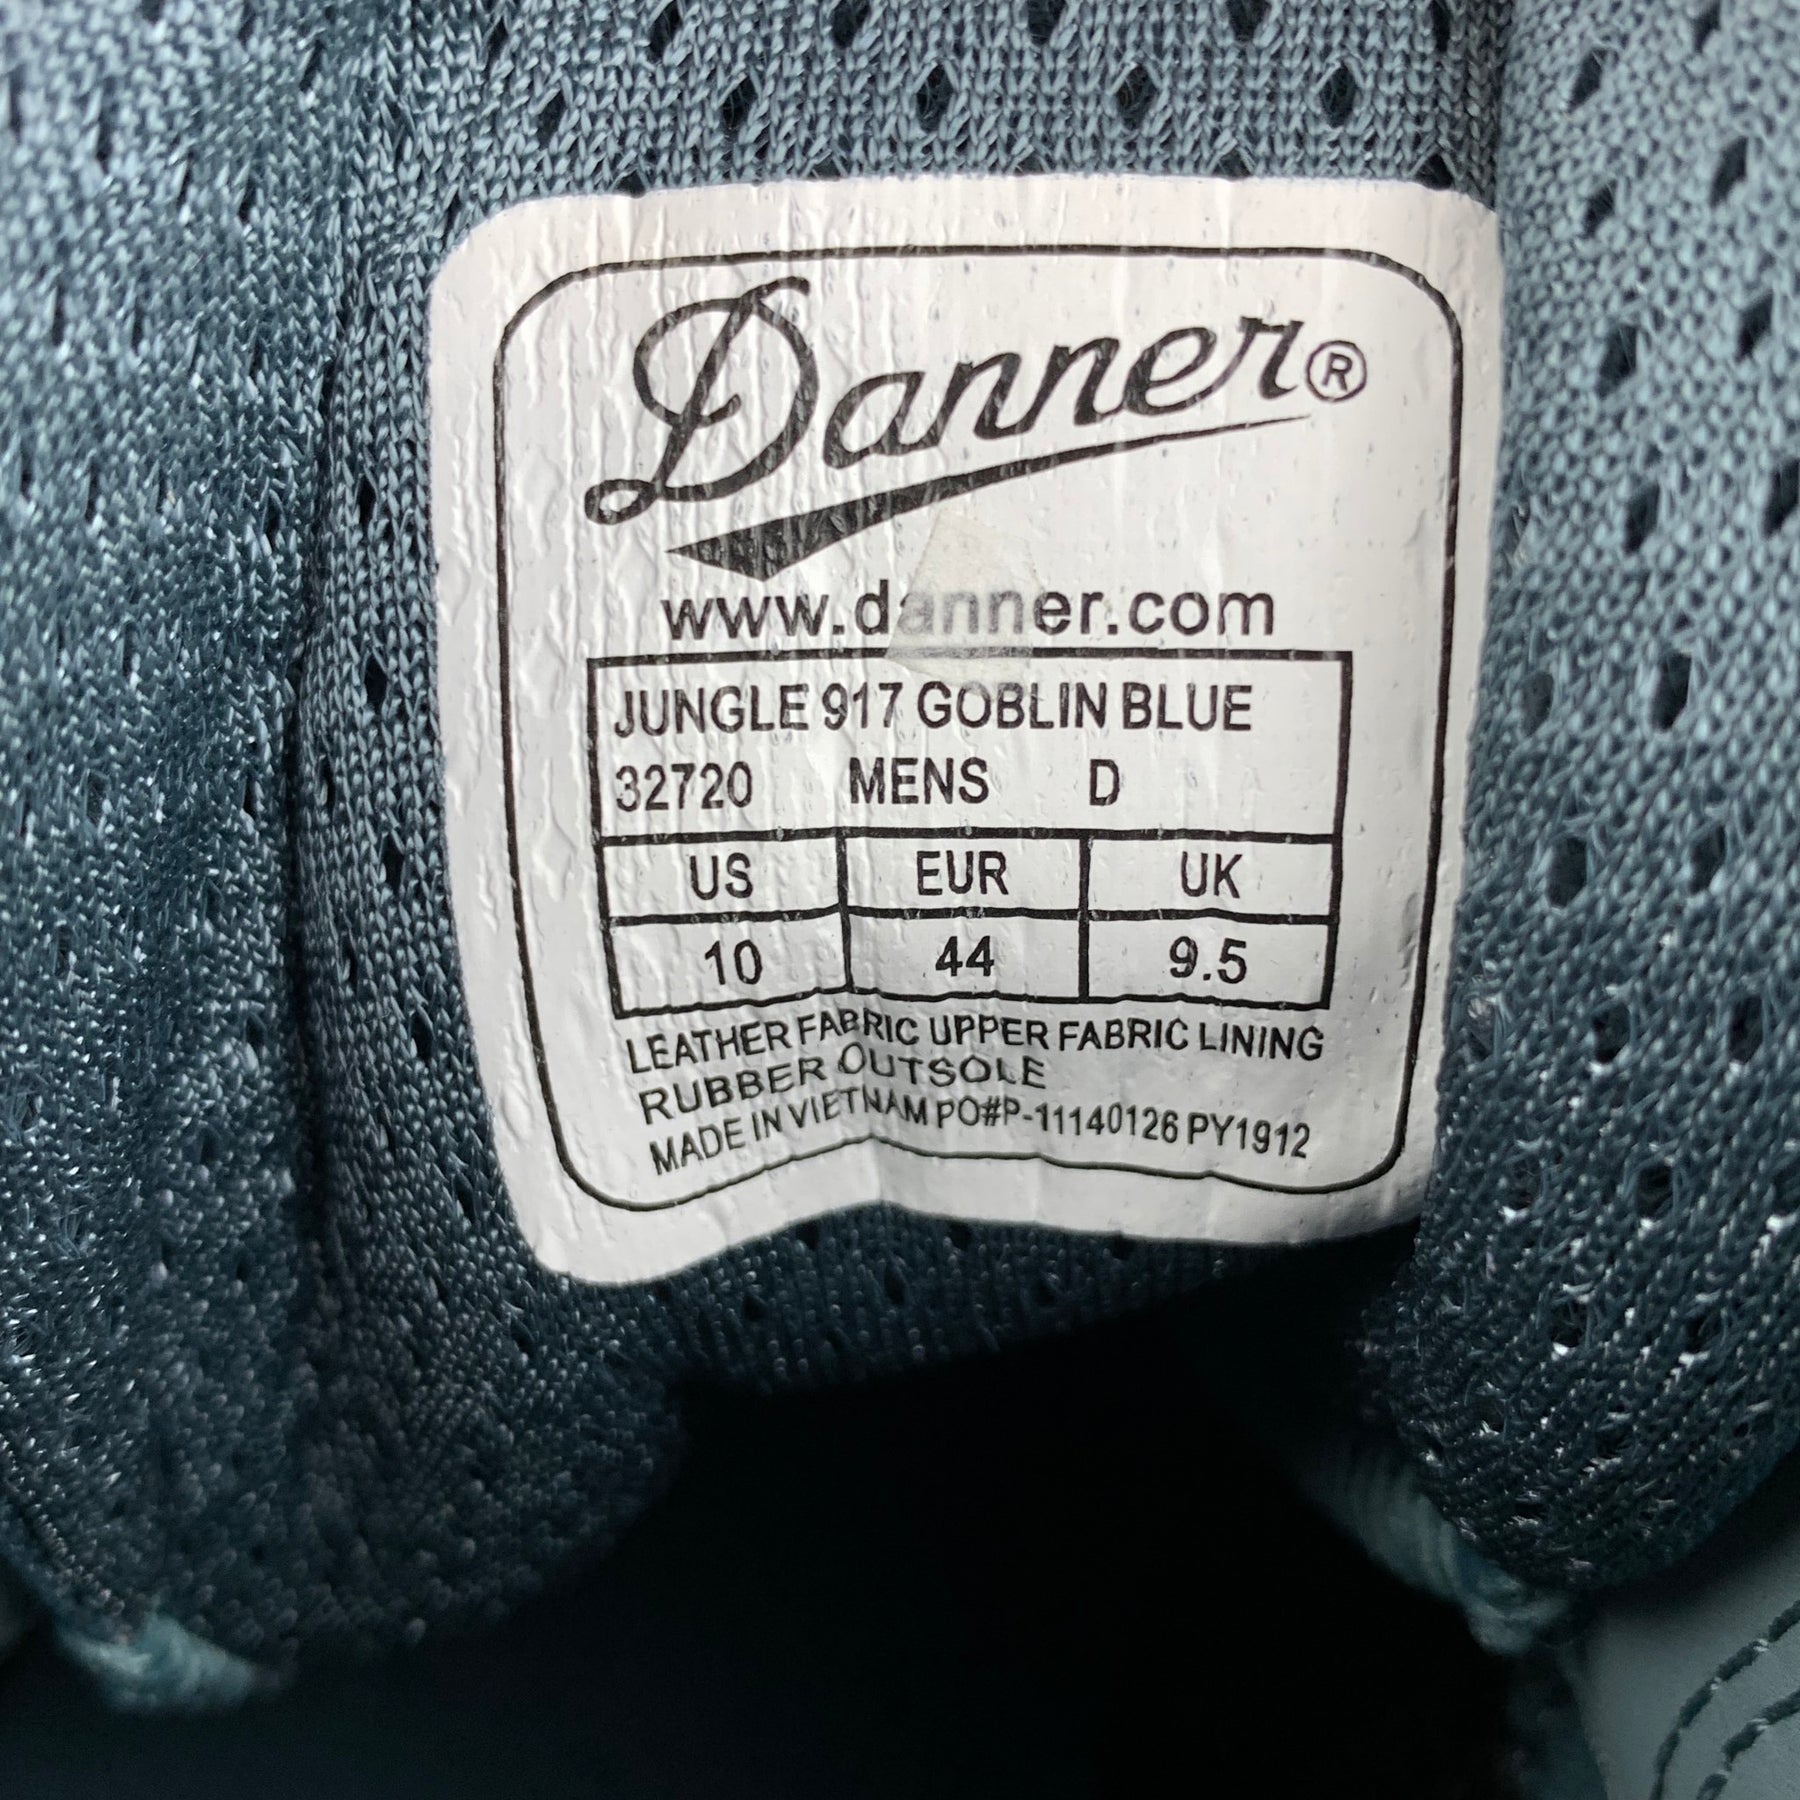 Danner®
www.danner.com
JUNGLE 917 GOBLIN BLUE
32720 MENS D
US EUR UK
10 44 9.5
LEATHER FABRIC UPPER FABRIC LINING
RUBBER OUTSOLE
MADE IN VIETNAM PO#P-11140126 PY1912